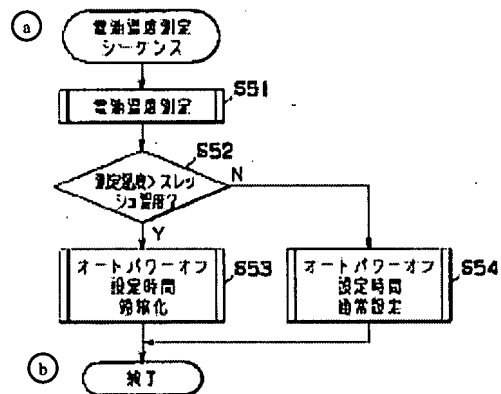 a
電池温度測定
シーケンス
電池温度測定
S51
S52
測定温度>スレッ
シュ温度?
N
Y
オートパワーオフ
設定時間
短縮化
S53
オートパワーオフ
設定時間
通常設定
S54
b
終了